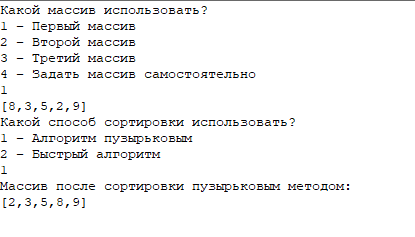 Какой массив использовать?
1 - Первый массив
2 - Второй массив
3 - Третий массив
4 - Задать массив самостоятельно
1
[8,3,5,2,9]
Какой способ сортировки использовать?
1 - Алгоритм пузырьковым
2 - Быстрый алгоритм
1
Массив после сортировки пузырьковым методом:
[2,3,5,8,9]